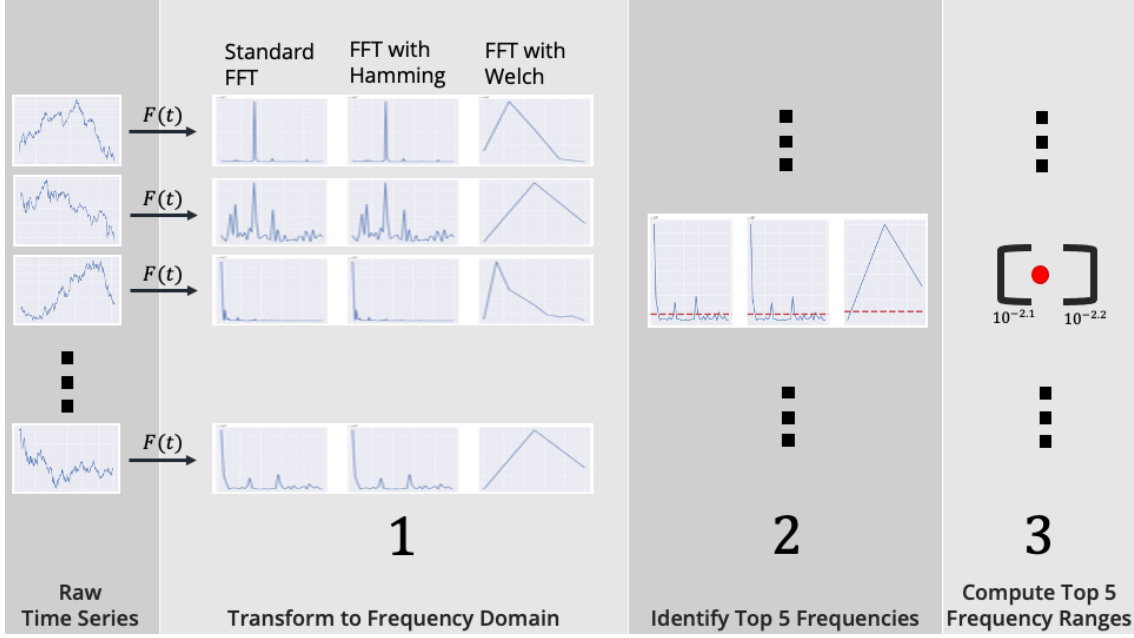 Standard
FFT
FFT with
Hamming
FFT with
Welch
F(t)
F(t)
F(t)
F(t)
10^{-2.1}
10^{-2.2}
1
2
3
Raw
Time Series
Transform to Frequency Domain
Identify Top 5 Frequencies
Compute Top 5
Frequency Ranges